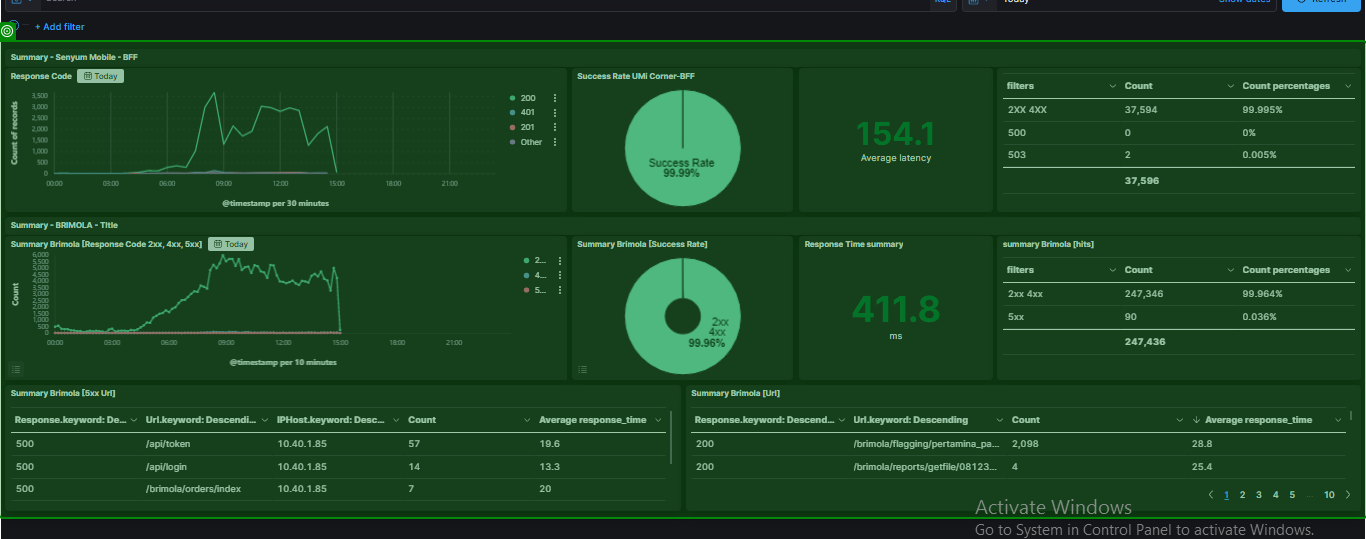 Search
KQL
Today
Show dates
Refresh
+ Add filter
Summary - Senyum Mobile - BFF
Response Code
Today
Count of records
3,500
3,000
2,500
2,000
1,500
1,000
500
0
00:00 03:00 06:00 09:00 12:00 15:00 18:00 21:00
@timestamp per 30 minutes
200
401
201
Other
Success Rate UMi Corner-BFF
Success Rate
99.99%
154.1
Average latency
filters Count Count percentages
2XX 4XX 37,594 99.995%
500 0 0%
503 2 0.005%
37,596
Summary - BRIMOLA - Title
Summary Brimola [Response Code 2xx, 4xx, 5xx]
Today
Count
6,000
5,500
5,000
4,500
4,000
3,500
3,000
2,500
2,000
1,500
1,000
500
0
00:00 03:00 06:00 09:00 12:00 15:00 18:00 21:00
@timestamp per 10 minutes
2...
4...
5...
Summary Brimola [Success Rate]
2xx
4xx
99.96%
Response Time summary
411.8
ms
summary Brimola [hits]
filters Count Count percentages
2xx 4xx 247,346 99.964%
5xx 90 0.036%
247,436
Summary Brimola [5xx Url]
Response.keyword: De... Url.keyword: Descendi... IPHost.keyword: Desc... Count Average response_time
500 /api/token 10.40.1.85 57 19.6
500 /api/login 10.40.1.85 14 13.3
500 /brimola/orders/index 10.40.1.85 7 20
Summary Brimola [Url]
Response.keyword: Descend... Url.keyword: Descending Count Average response_time
200 /brimola/flagging/pertamina_pa... 2,098 28.8
200 /brimola/reports/getfile/08123... 4 25.4
1 2 3 4 5 ... 10
Activate Windows
Go to System in Control Panel to activate Windows.